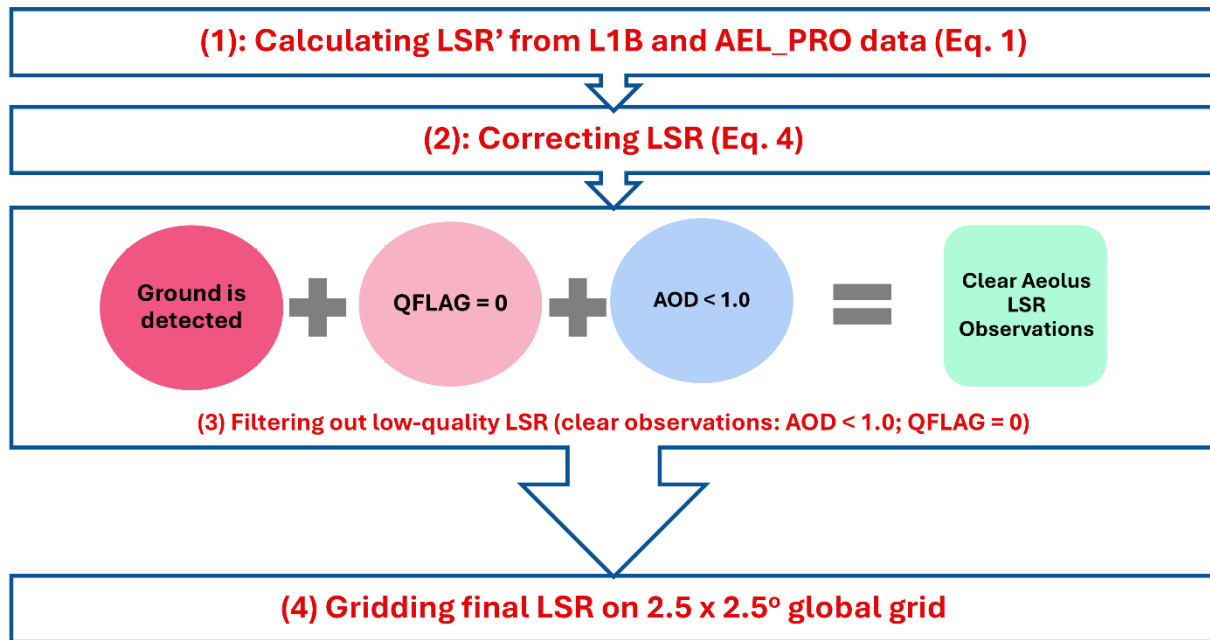 (1): Calculating LSR’ from L1B and AEL_PRO data (Eq. 1)
(2): Correcting LSR (Eq. 4)
Ground is
detected
QFLAG = 0
AOD < 1.0
Clear Aeolus
LSR
Observations
(3) Filtering out low-quality LSR (clear observations: AOD < 1.0; QFLAG = 0)
(4) Gridding final LSR on 2.5 x 2.5º global grid